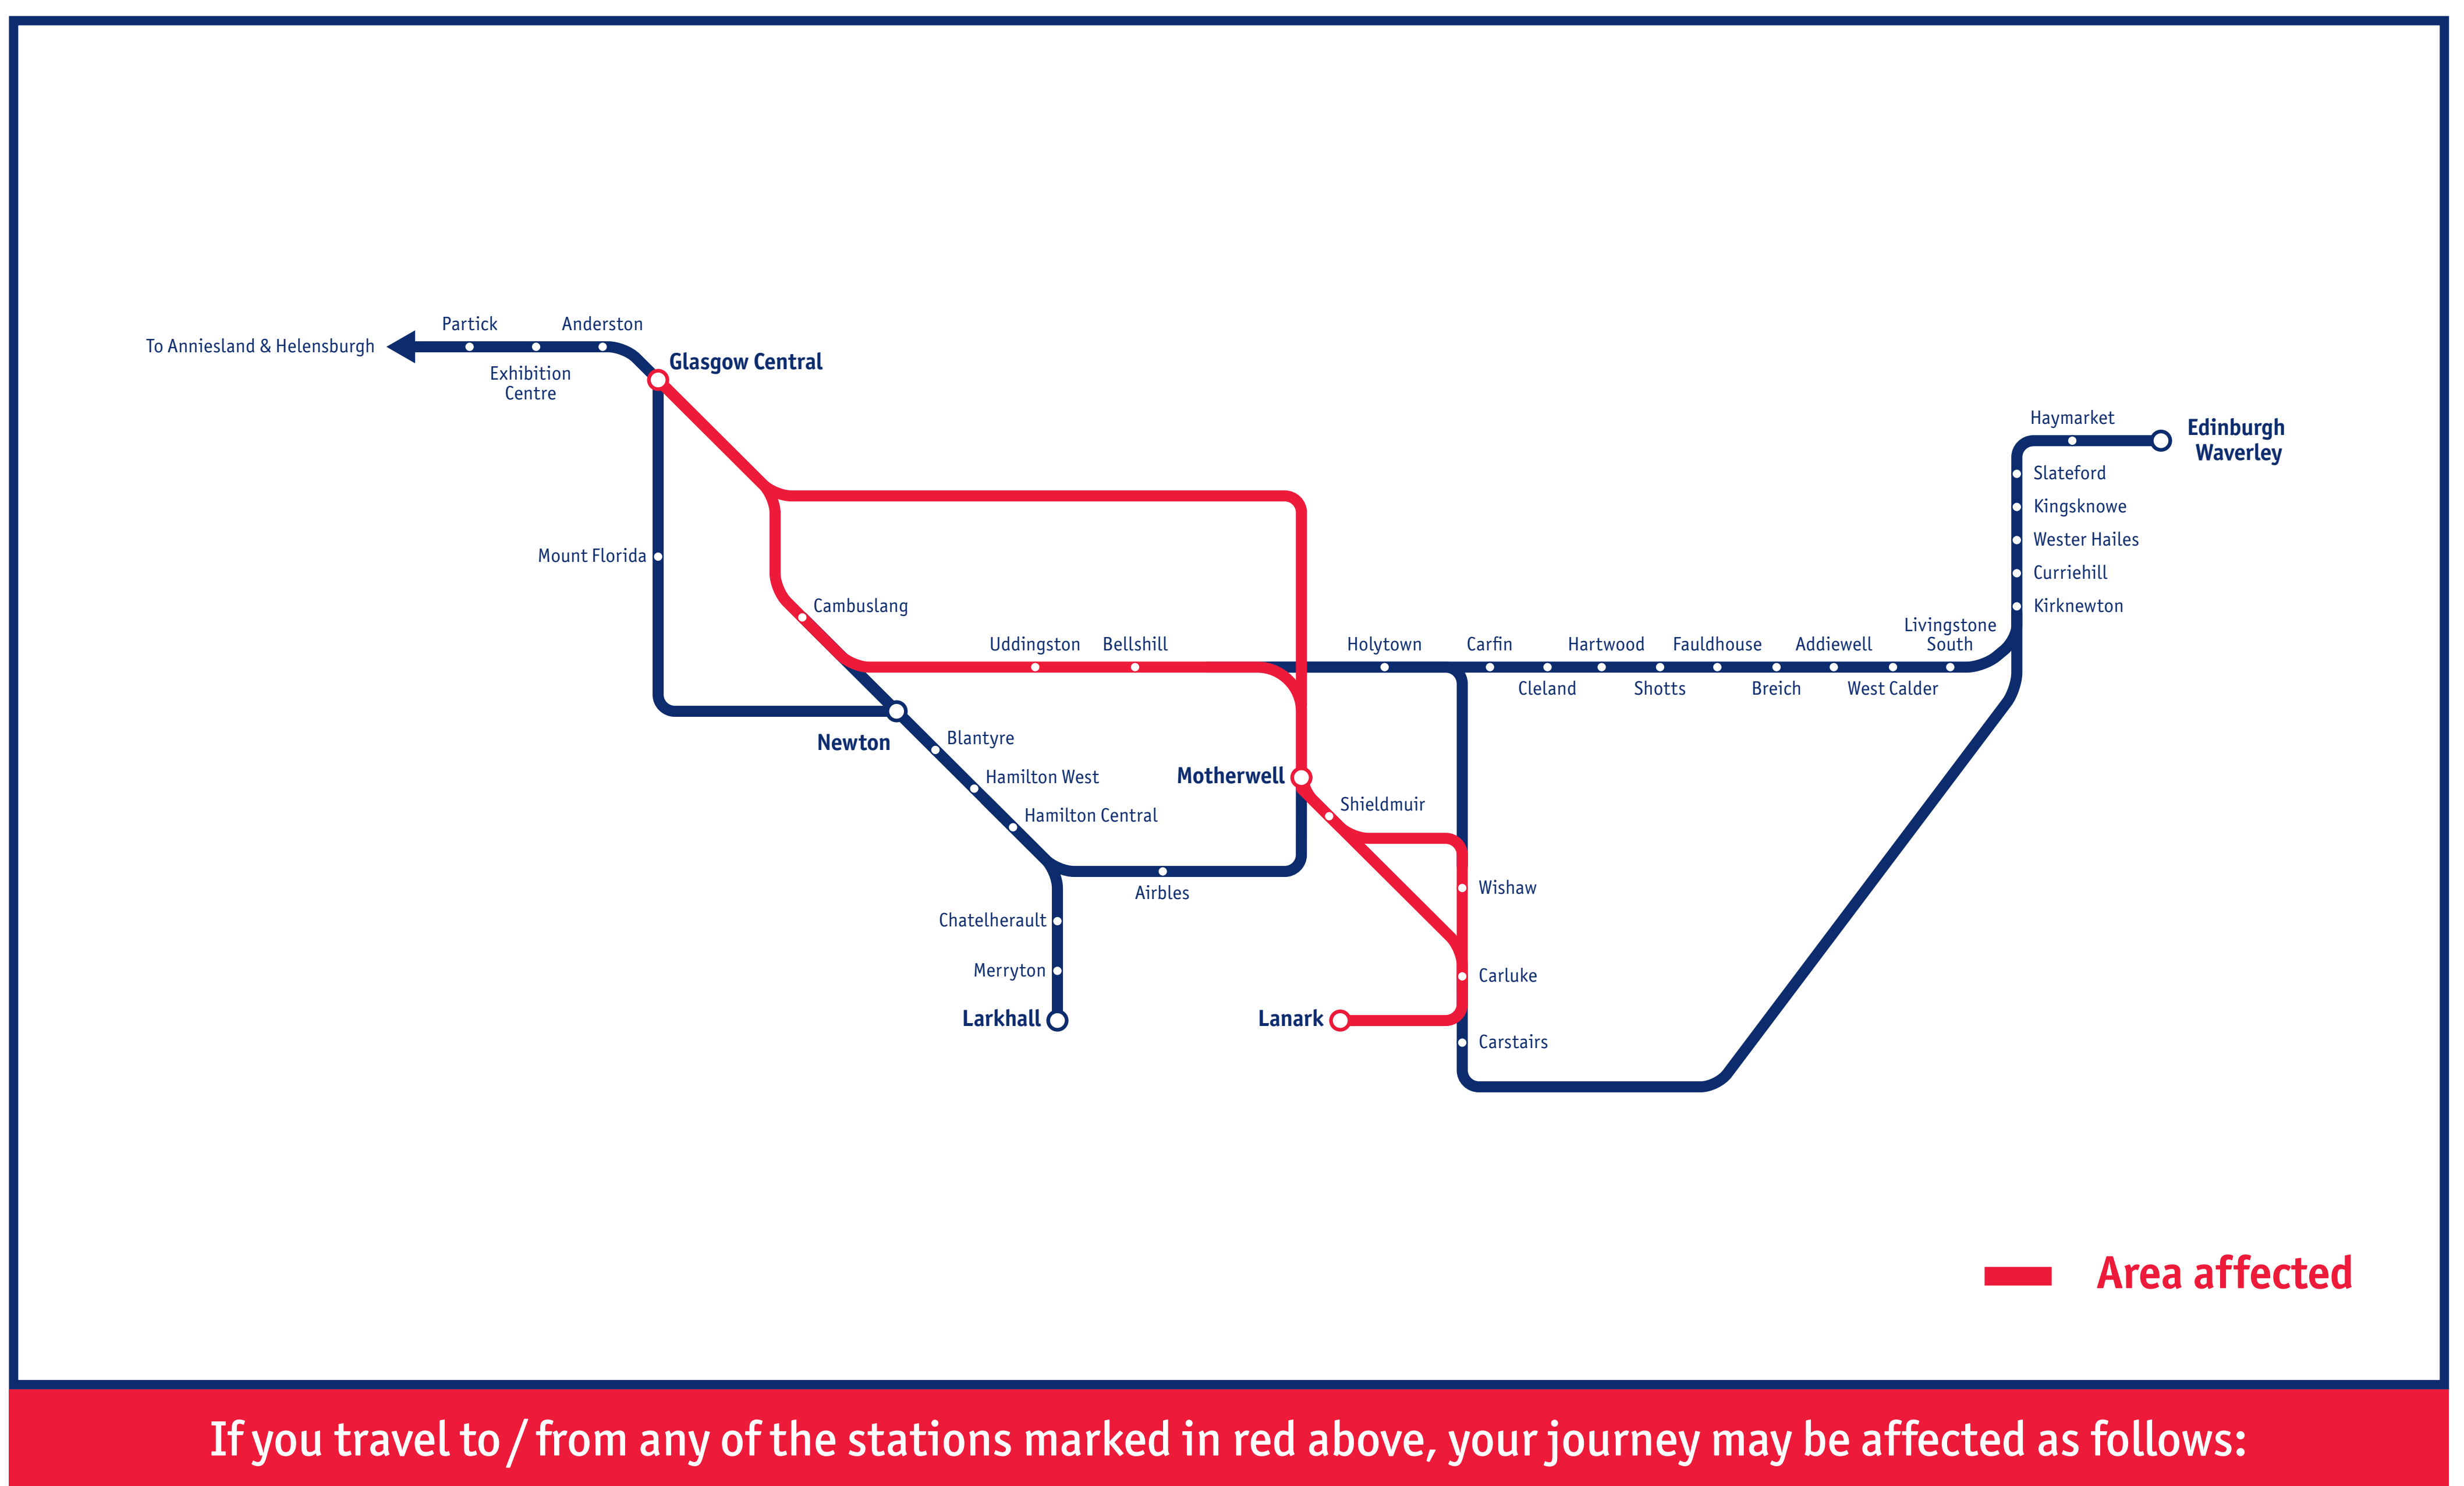 Partick
Anderston
To Anniesland & Helensburgh
Glasgow Central
Exhibition
Centre
Haymarket
Edinburgh
Waverley
Slateford
Kingsknowe
Wester Hailes
Curriehill
Kirknewton
Mount Florida
Cambuslang
Uddingston
Bellshill
Holytown
Carfin
Hartwood
Fauldhouse
Addiewell
Livingstone
South
Cleland
Shotts
Breich
West Calder
Newton
Blantyre
Hamilton West
Hamilton Central
Motherwell
Shieldmuir
Airbles
Wishaw
Chatelherault
Merryton
Carluke
Larkhall
Lanark
Carstairs
Area affected
If you travel to / from any of the stations marked in red above, your journey may be affected as follows: